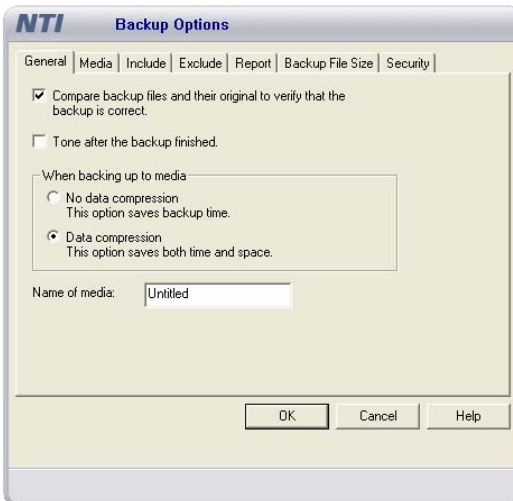 NTI Backup Options
General Media Include Exclude Report Backup File Size Security
Compare backup files and their original to verify that the
backup is correct.
Tone after the backup finished.
When backing up to media
No data compression
This option saves backup time.
Data compression
This option saves both time and space.
Name of media: Untitled
OK Cancel Help